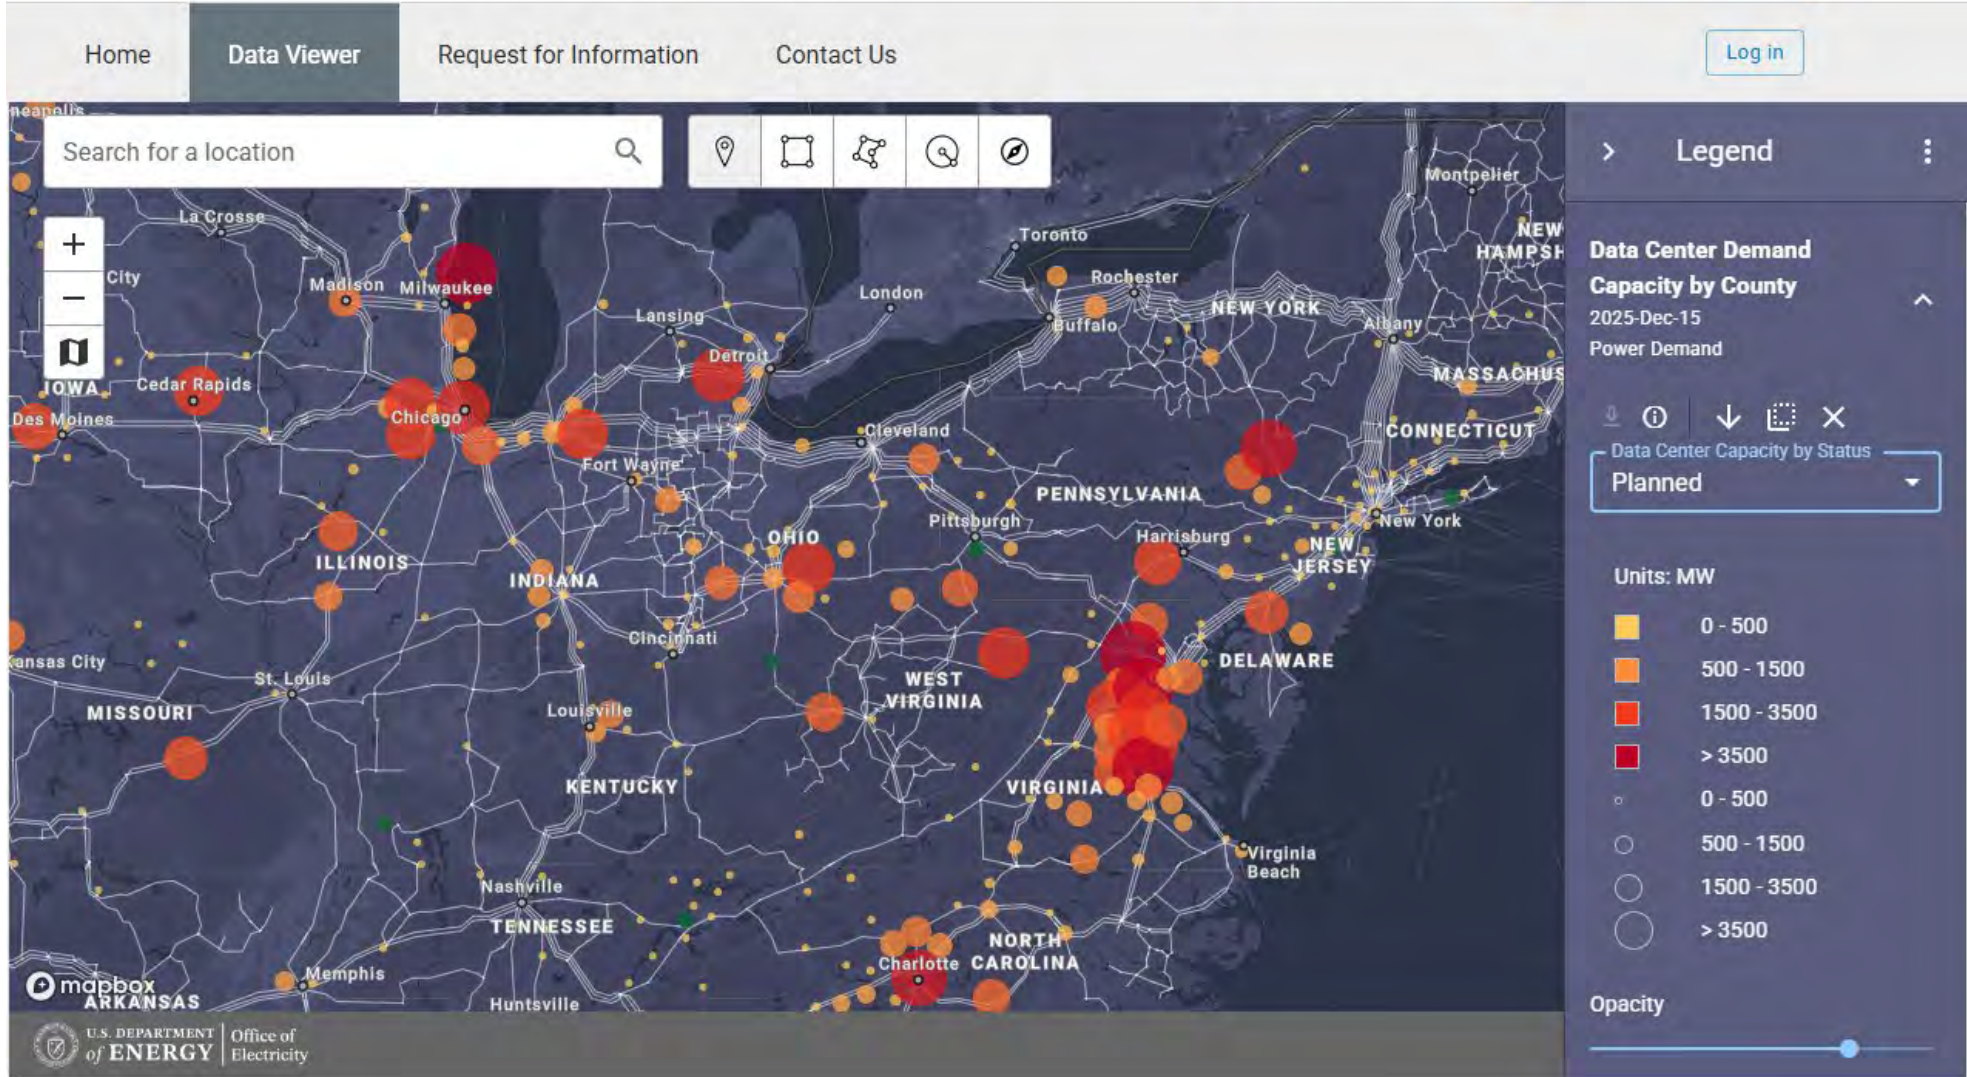 Home
Data Viewer
Request for Information
Contact Us
Log in
neapolis
Search for a location
La Crosse
City
Madison
Milwaukee
Lansing
Detroit
London
Toronto
Rochester
Buffalo
NEW YORK
Albany
Montpelier
NEW
HAMPSH
MASSACHUS
CONNECTICUT
IOWA
Cedar Rapids
Des Moines
Chicago
Fort Wayne
Cleveland
PENNSYLVANIA
Pittsburgh
Harrisburg
New York
NEW
JERSEY
OHIO
ILLINOIS
INDIANA
Cincinnati
Kansas City
St. Louis
MISSOURI
Louisville
WEST
VIRGINIA
DELAWARE
KENTUCKY
VIRGINIA
Virginia
Beach
Nashville
TENNESSEE
NORTH
CAROLINA
Charlotte
Memphis
mapbox
ARKANSAS
Huntsville
U.S. DEPARTMENT
of ENERGY
Office of
Electricity
Legend
Data Center Demand
Capacity by County
2025-Dec-15
Power Demand
Data Center Capacity by Status
Planned
Units: MW
0 - 500
500 - 1500
1500 - 3500
> 3500
0 - 500
500 - 1500
1500 - 3500
> 3500
Opacity